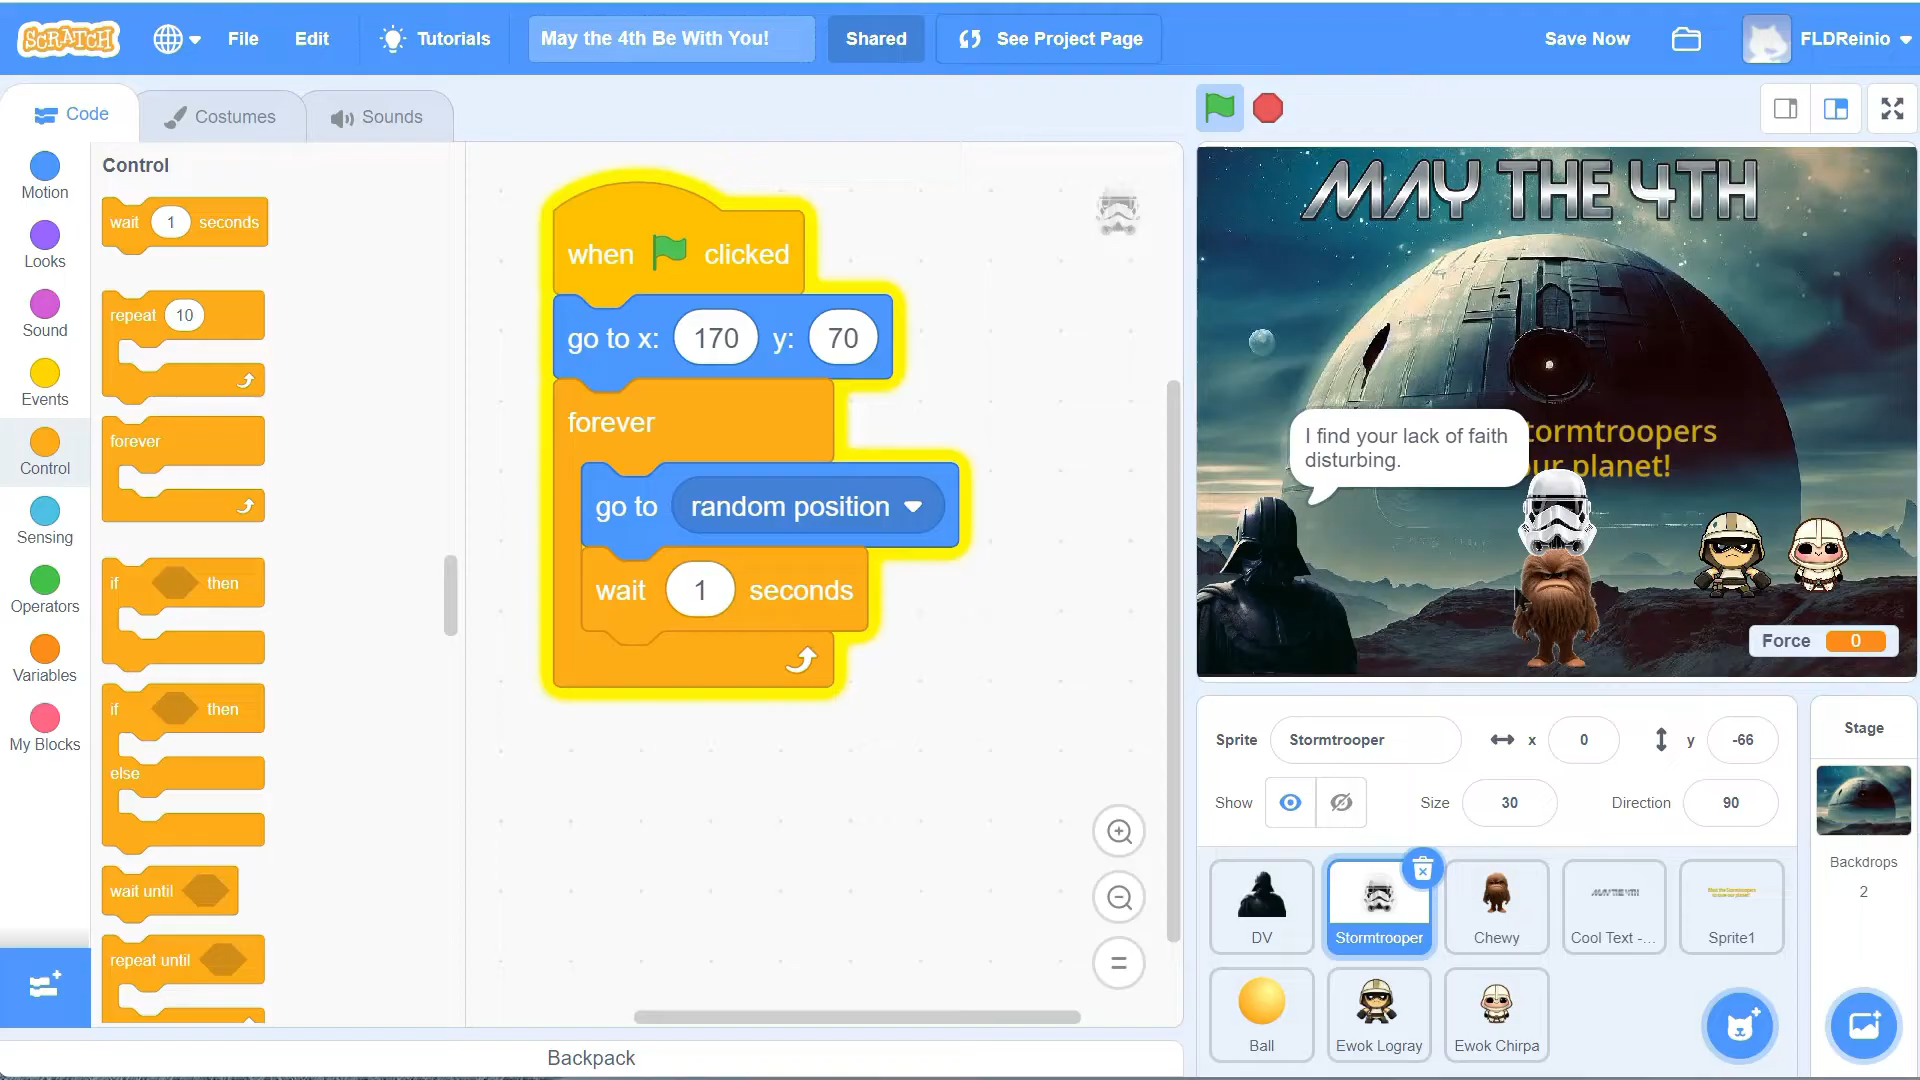 SCRATCH
File
Edit
Tutorials
May the 4th Be With You!
Shared
See Project Page
Save Now
FLDReinio
Code
Costumes
Sounds
Motion
Looks
Sound
Events
Control
Sensing
Operators
Variables
My Blocks
Control
wait 1 seconds
repeat 10
forever
if then
if then
else
wait until
repeat until
when clicked
go to x: 170 y: 70
forever
go to random position
wait 1 seconds
Backpack
MAY THE 4TH
I find your lack of faith
disturbing.
tormtroopers
ur planet!
Force 0
Sprite Stormtrooper x 0 y -66
Show Size 30 Direction 90
DV
Stormtrooper
Chewy
MAY THE 4TH
Cool Text -...
Sprite1
Ball
Ewok Logray
Ewok Chirpa
Stage
Backdrops
2